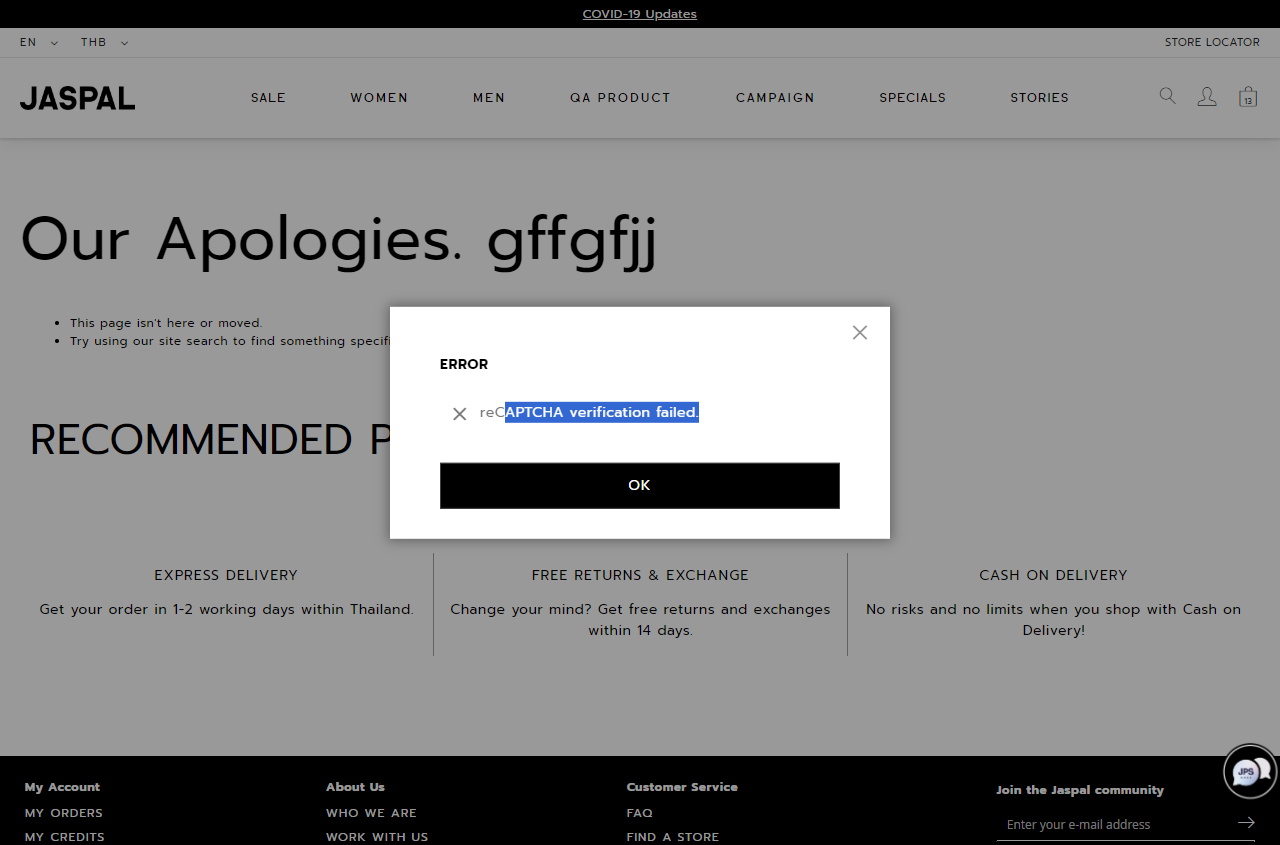 COVID-19 Updates
EN THB STORE LOCATOR
JASPAL SALE WOMEN MEN QA PRODUCT CAMPAIGN SPECIALS STORIES 13
Our Apologies. gffgfjj
This page isn't here or moved.
Try using our site search to find something specifi
ERROR
reCAPTCHA verification failed.
OK
RECOMMENDED P
EXPRESS DELIVERY
Get your order in 1-2 working days within Thailand.
FREE RETURNS & EXCHANGE
Change your mind? Get free returns and exchanges
within 14 days.
CASH ON DELIVERY
No risks and no limits when you shop with Cash on
Delivery!
JPS
My Account
MY ORDERS
MY CREDITS
About Us
WHO WE ARE
WORK WITH US
Customer Service
FAQ
FIND A STORE
Join the Jaspal community
Enter your e-mail address